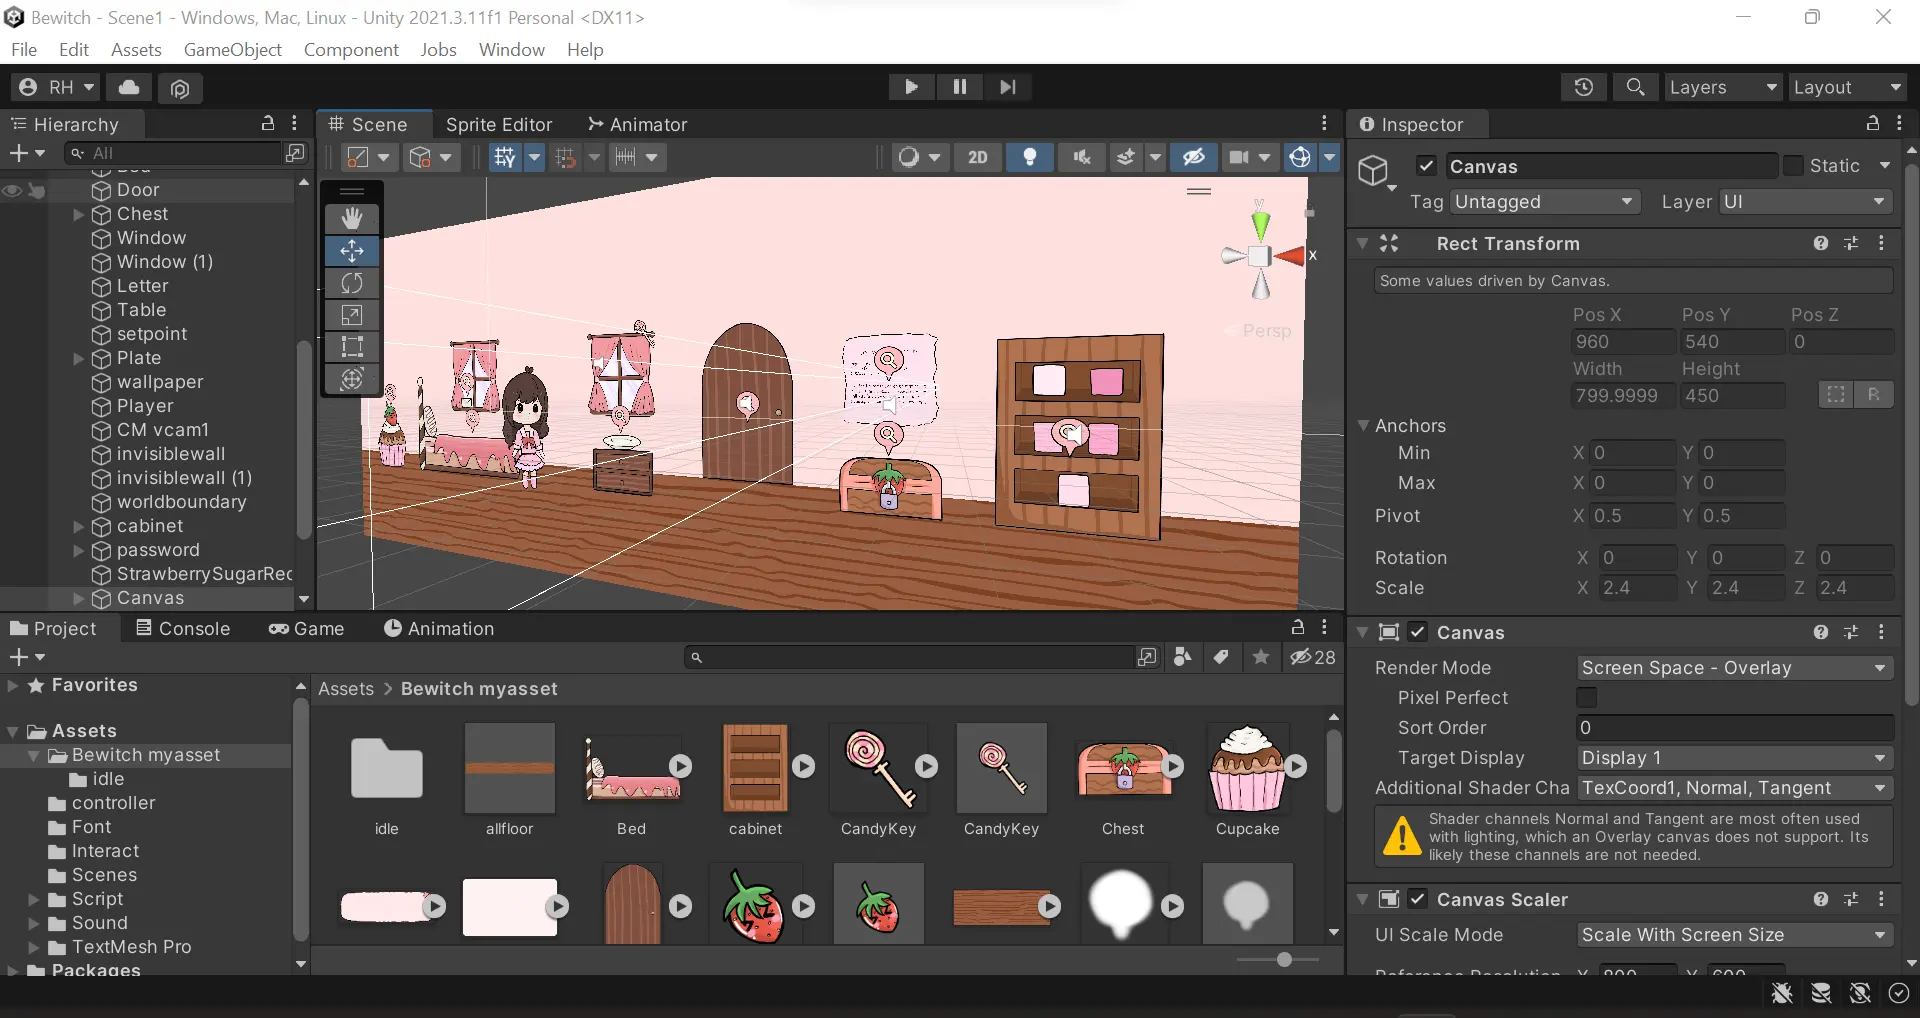 Bewitch - Scene1 - Windows, Mac, Linux - Unity 2021.3.11f1 Personal <DX11>
File Edit Assets GameObject Component Jobs Window Help
RH Layers Layout
Hierarchy
All
Door
Chest
Window
Window (1)
Letter
Table
setpoint
Plate
wallpaper
Player
CM vcam1
invisiblewall
invisiblewall (1)
worldboundary
cabinet
password
StrawberrySugarRec
Canvas
Scene Sprite Editor Animator
2D
y
x
Persp
Inspector
Canvas Static
Tag Untagged Layer UI
Rect Transform
Some values driven by Canvas.
Pos X Pos Y Pos Z
960 540 0
Width Height
799.9999 450
R
Anchors
Min X 0 Y 0
Max X 0 Y 0
Pivot X 0.5 Y 0.5
Rotation X 0 Y 0 Z 0
Scale X 2.4 Y 2.4 Z 2.4
Canvas
Render Mode Screen Space - Overlay
Pixel Perfect
Sort Order 0
Target Display Display 1
Additional Shader Cha TexCoord1, Normal, Tangent
Shader channels Normal and Tangent are most often used
with lighting, which an Overlay canvas does not support. Its
likely these channels are not needed.
Canvas Scaler
UI Scale Mode Scale With Screen Size
Reference Resolution X 800 Y 600
Project Console Game Animation
28
Favorites
Assets
Bewitch myasset
idle
controller
Font
Interact
Scenes
Script
Sound
TextMesh Pro
Packages
Assets > Bewitch myasset
idle allfloor Bed cabinet CandyKey CandyKey Chest Cupcake